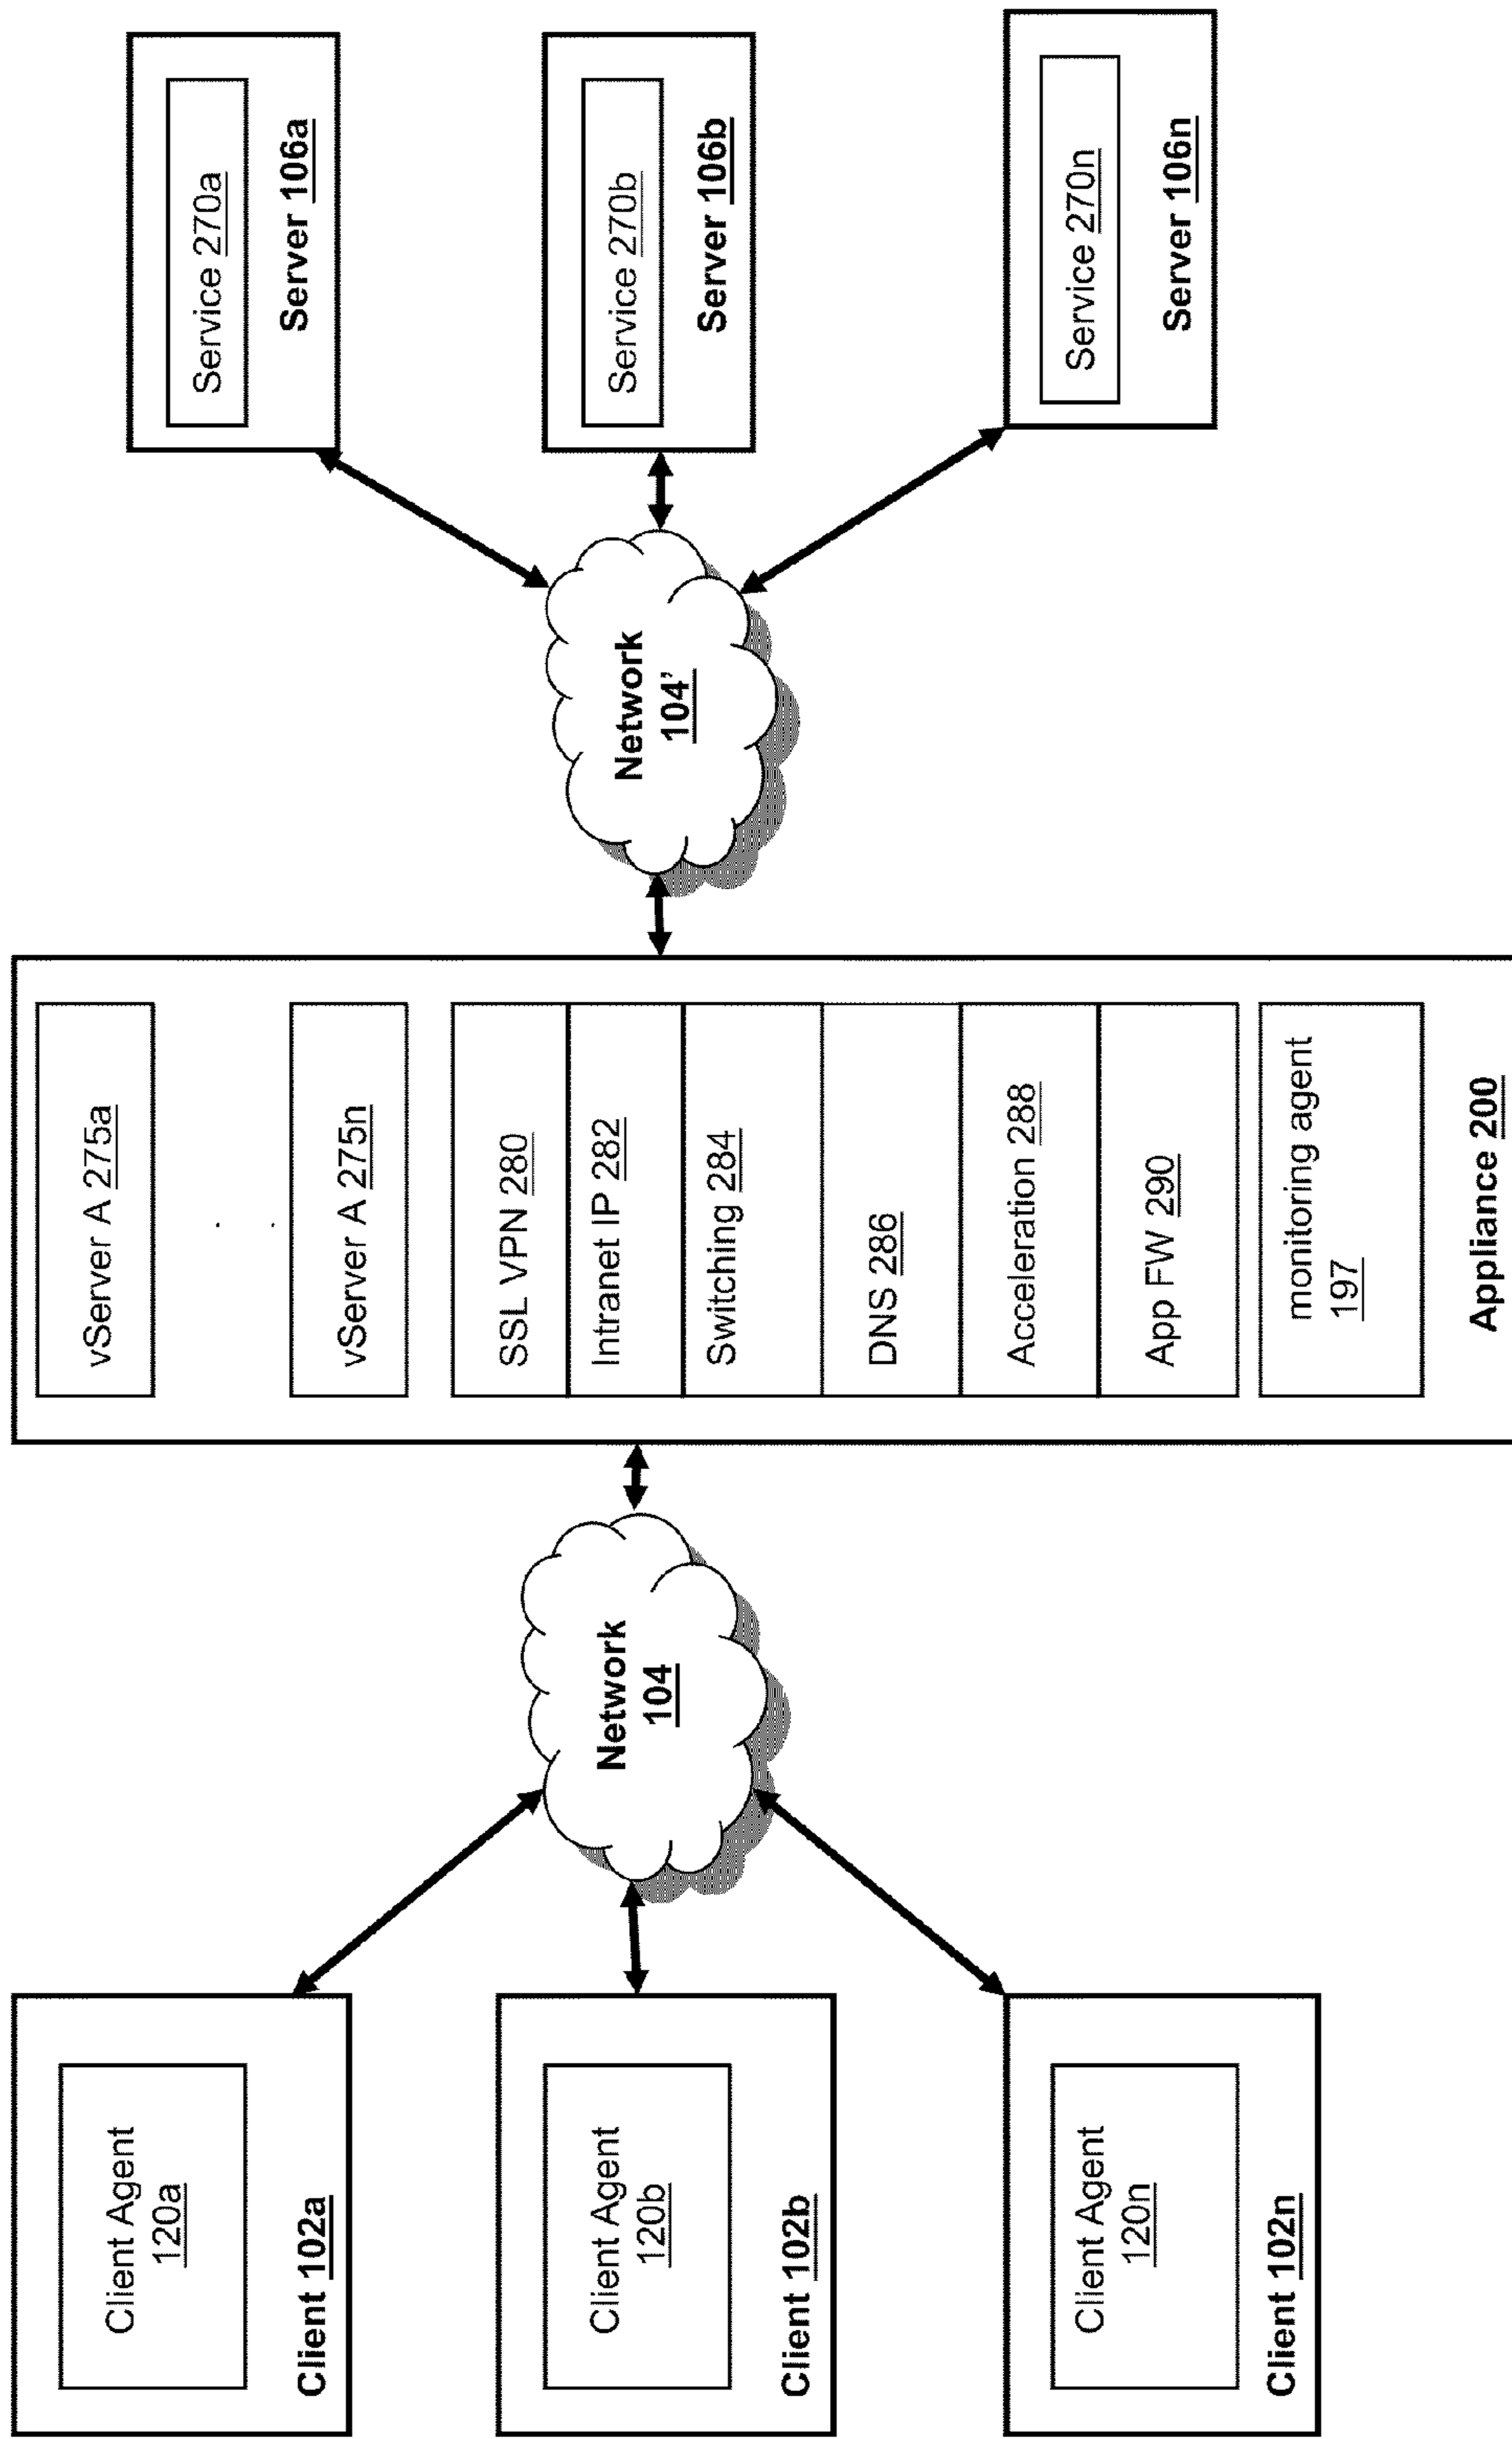 Client Agent
120a
Client 102a
Client Agent
120b
Client 102b
Client Agent
120n
Client 102n
Network
104
vServer A 275a
vServer A 275n
SSL VPN 280
Intranet IP 282
Switching 284
DNS 286
Acceleration 288
App FW 290
monitoring agent
197
Appliance 200
Network
104'
Service 270a
Server 106a
Service 270b
Server 106b
Service 270n
Server 106n